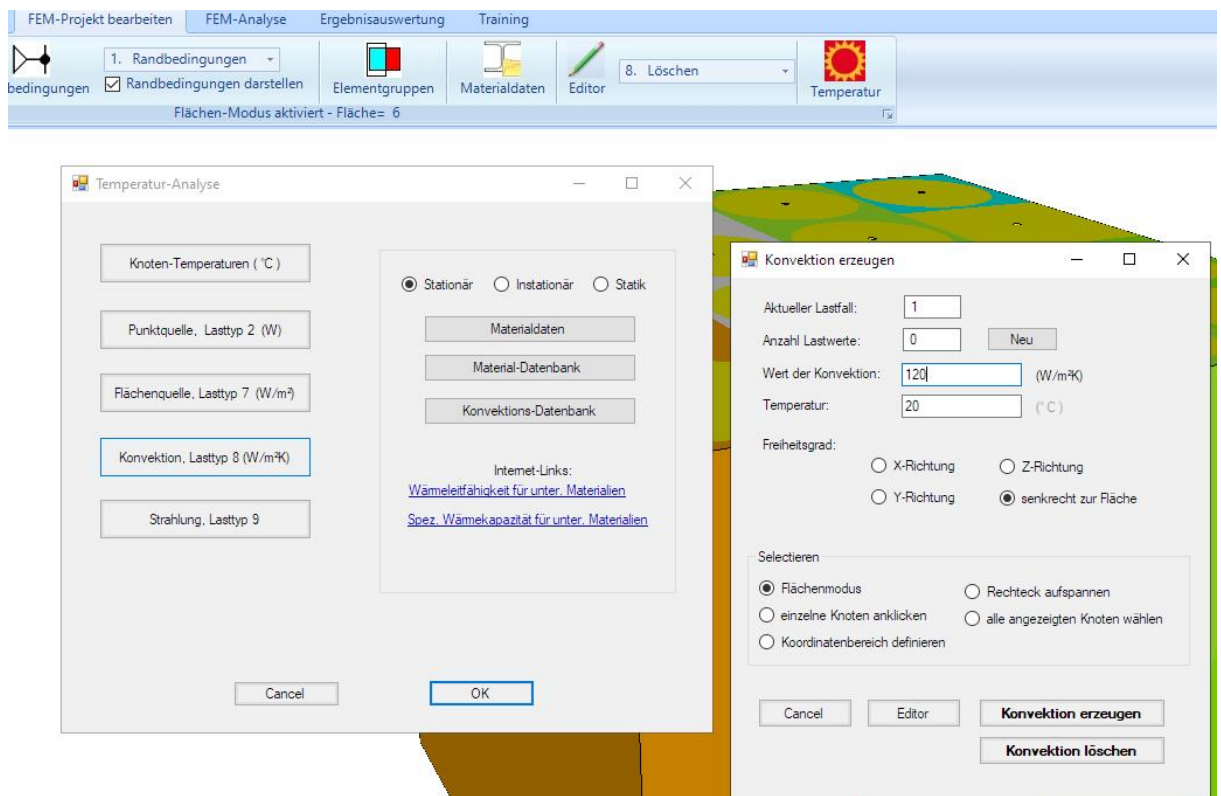 FEM-Projekt bearbeiten FEM-Analyse Ergebnisauswertung Training
1. Randbedingungen
bedingungen
Randbedingungen darstellen
Elementgruppen
Materialdaten
Editor
8. Löschen
Temperatur
Flächen-Modus aktiviert - Fläche= 6
Temperatur-Analyse
Knoten-Temperaturen ( °C )
Punktquelle, Lasttyp 2 (W)
Flächenquelle, Lasttyp 7 (W/m²)
Konvektion, Lasttyp 8 (W/m²K)
Strahlung, Lasttyp 9
Stationär Instationär Statik
Materialdaten
Material-Datenbank
Konvektions-Datenbank
Internet-Links:
Wärmeleitfähigkeit für unter. Materialien
Spez. Wärmekapazität für unter. Materialien
Cancel OK
Konvektion erzeugen
Aktueller Lastfall: 1
Anzahl Lastwerte: 0 Neu
Wert der Konvektion: 120 (W/m²K)
Temperatur: 20 (° C )
Freiheitsgrad:
X-Richtung Z-Richtung
Y-Richtung senkrecht zur Fläche
Selectieren
Flächenmodus Rechteck aufspannen
einzelne Knoten anklicken alle angezeigten Knoten wählen
Koordinatenbereich definieren
Cancel Editor Konvektion erzeugen
Konvektion löschen